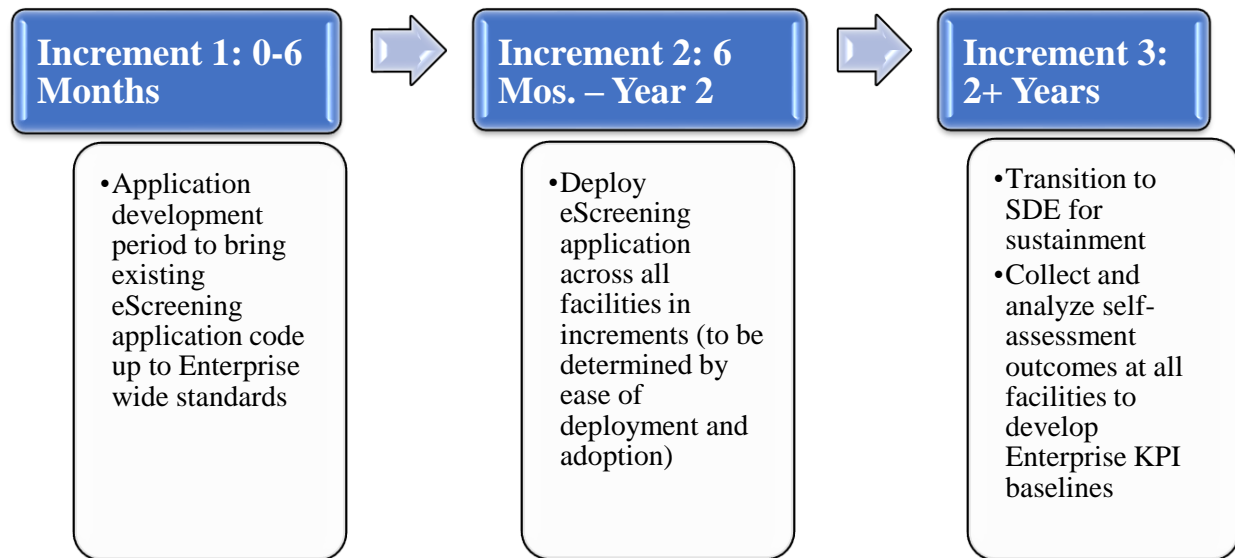 Increment 1: 0-6
Months
•Application
development
period to bring
existing
eScreening
application code
up to Enterprise
wide standards
Increment 2: 6
Mos. – Year 2
•Deploy
eScreening
application
across all
facilities in
increments (to be
determined by
ease of
deployment and
adoption)
Increment 3:
2+ Years
•Transition to
SDE for
sustainment
•Collect and
analyze self-
assessment
outcomes at all
facilities to
develop
Enterprise KPI
baselines